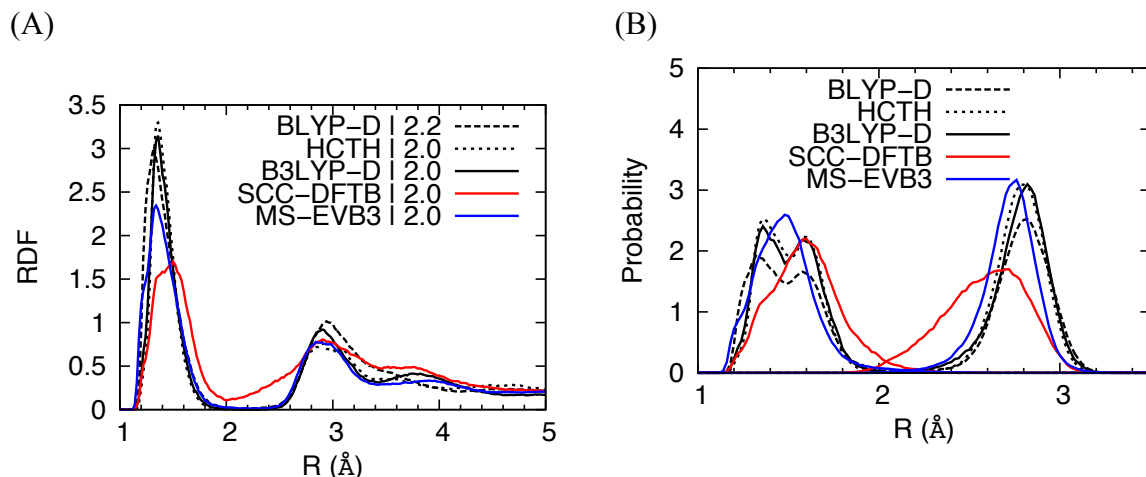 (A)
RDF
3.5
3
2.5
2
1.5
1
0.5
0
BLYP-D | 2.2
HCTH | 2.0
B3LYP-D | 2.0
SCC-DFTB | 2.0
MS-EVB3 | 2.0
1 2 3 4 5
R (Å)
(B)
Probability
5
4
3
2
1
0
BLYP-D
HCTH
B3LYP-D
SCC-DFTB
MS-EVB3
1 2 3
R (Å)